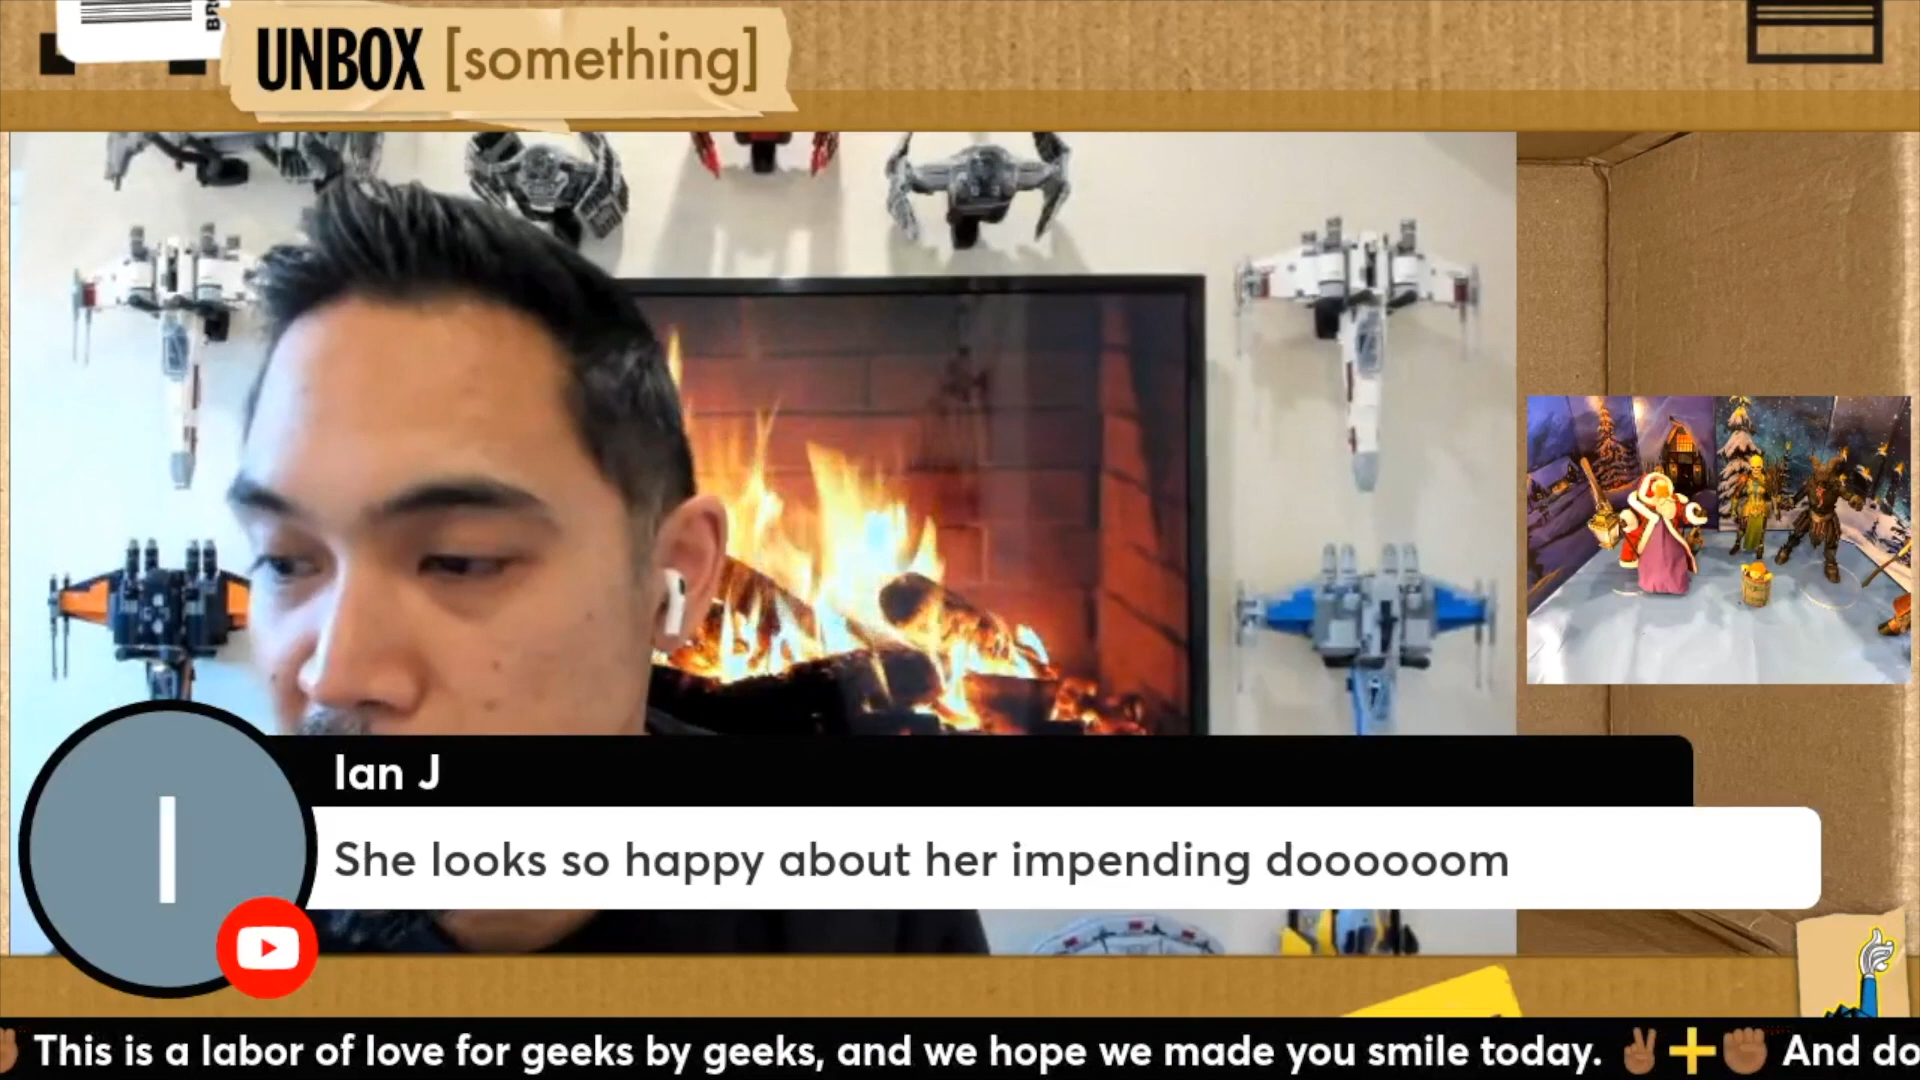 UNBOX [something]
Ian J
I
She looks so happy about her impending dooooooom
This is a labor of love for geeks by geeks, and we hope we made you smile today. ✌🏾➕✊🏾 And do